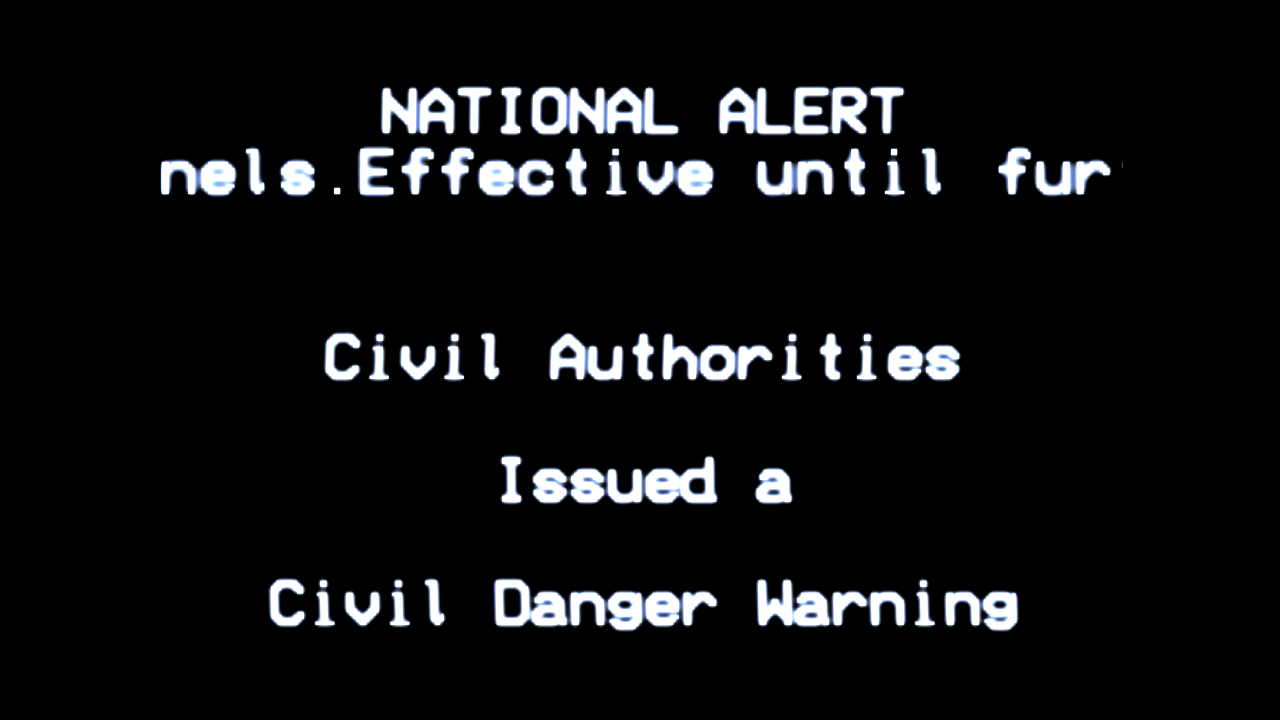 NATIONAL ALERT
nels.Effective until fur
Civil Authorities
Issued a
Civil Danger Warning